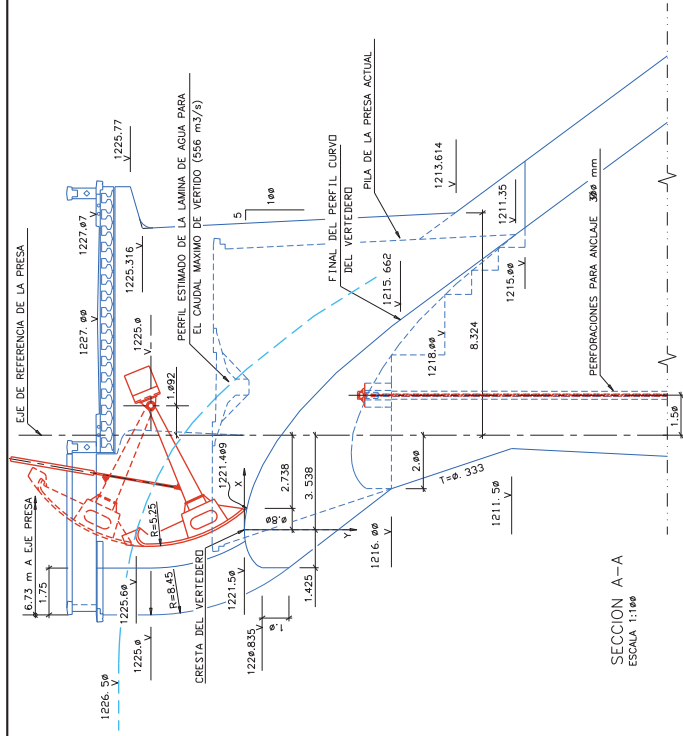 EJE DE REFERENCIA DE LA PRESA
6.73 m A EJE PRESA
1.75
1226.50
1225.60
1225.0
R=8.45
R=5.25
1227.00
1227.07
1225.77
1225.316
1225.0
1.092
PERFIL ESTIMADO DE LA LAMINA DE AGUA PARA
EL CAUDAL MAXIMO DE VERTIDO (556 m3/s)
5
100
CRESTA DEL VERTEDERO
1221.50
1220.835
1.0
1.425
1221.409
X
Y
0.80
2.738
3.538
FINAL DEL PERFIL CURVO
DEL VERTEDERO
PILA DE LA PRESA ACTUAL
1215.662
1213.614
1211.35
1215.00
1218.00
8.324
2.00
T=0.333
1216.00
1211.50
PERFORACIONES PARA ANCLAJE 300 mm
1.50
SECCION A-A
ESCALA 1:100